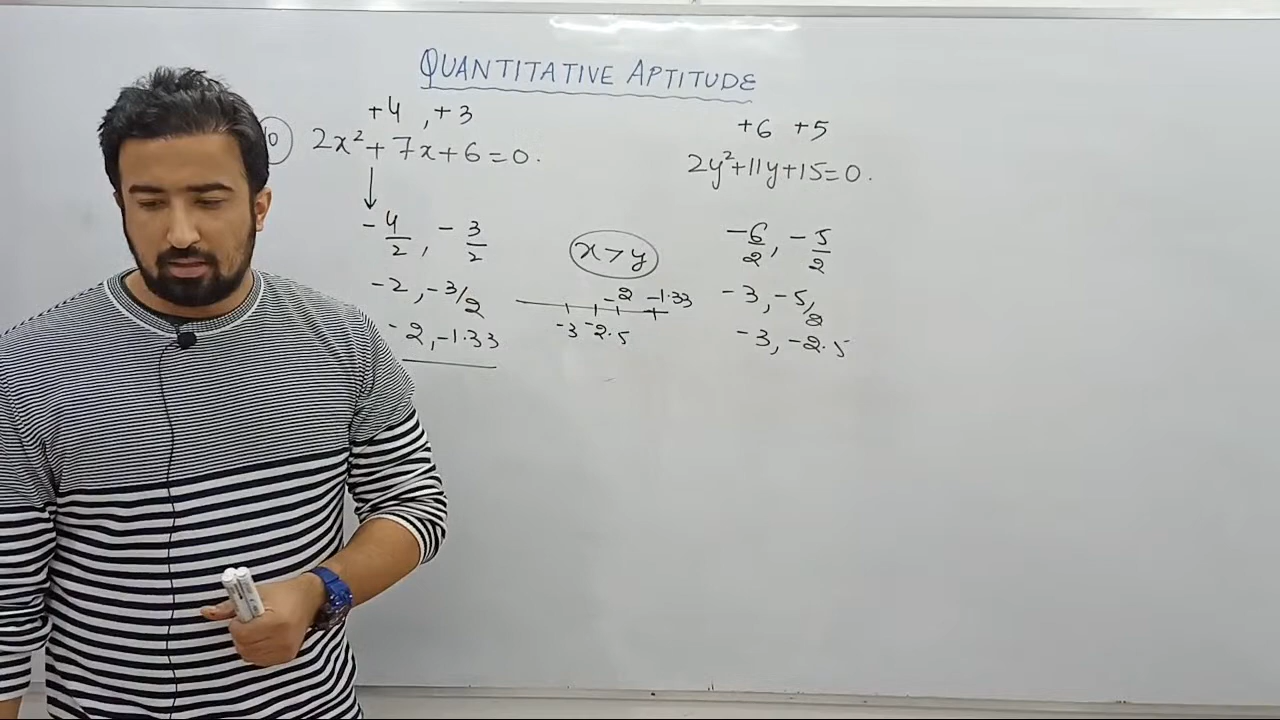 QUANTITATIVE APTITUDE
+4 , +3
2x²+7x+6=0.
-4/2, -3/2
-2, -3/2
-2, -1.33
x>y
-2 -1.33
-3 -2.5
+6 +5
2y²+11y+15=0.
-6/2, -5/2
-3, -5/2
-3, -2.5